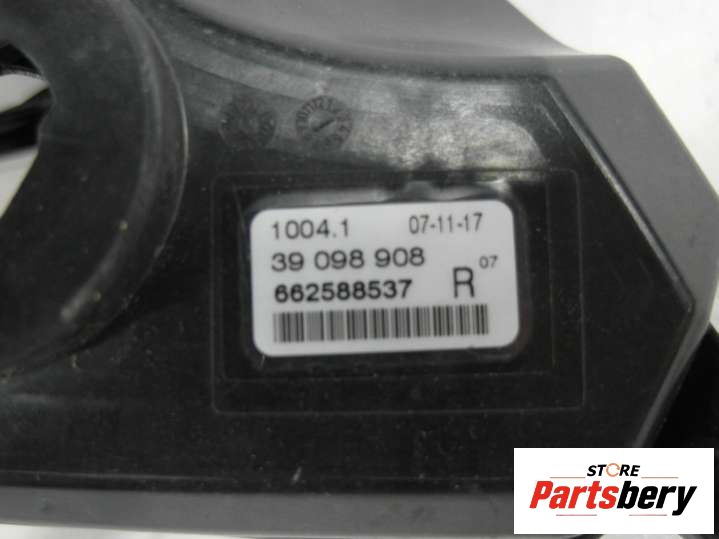 1004.1 07-11-17
39 098 908 07
662588537 R
STORE
Partsbery